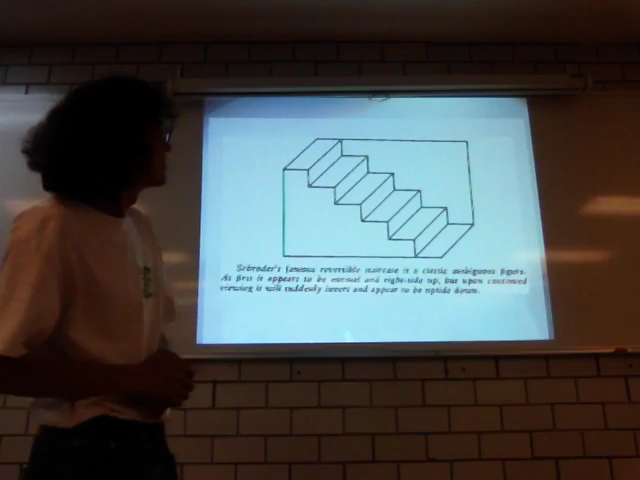 Schroder's famous reversible staircase is a classic ambiguous figure.
At first it appears to be normal and right-side up, but upon continued
viewing it will suddenly invert and appear to be upside down.